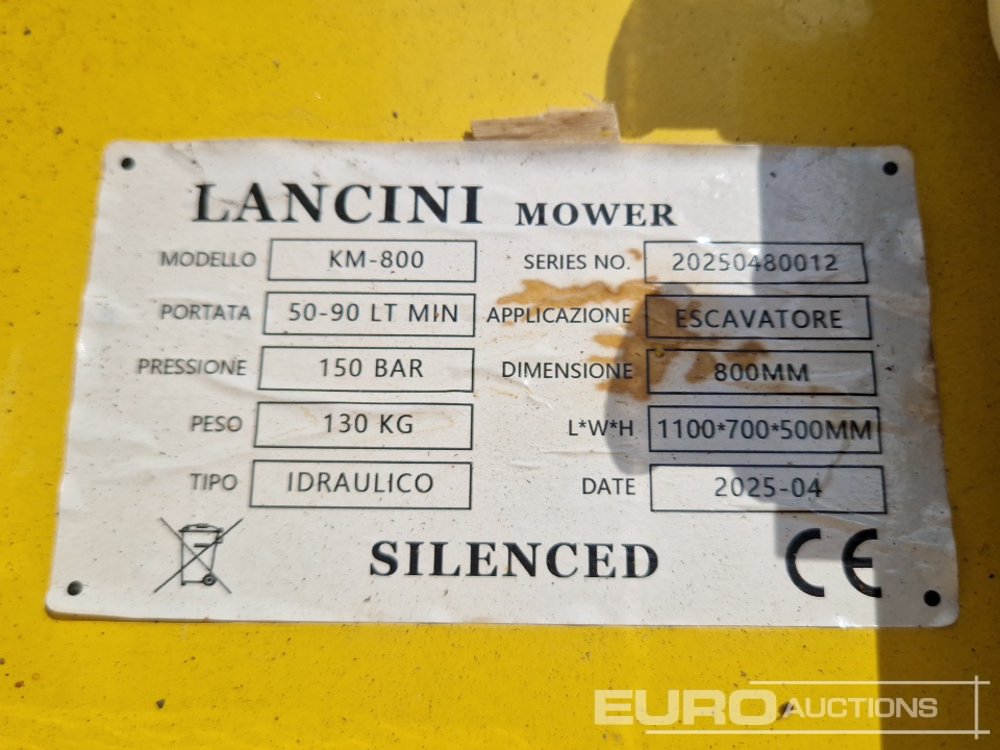 LANCINI MOWER
MODELLO KM-800 SERIES NO. 20250480012
PORTATA 50-90 LT MIN APPLICAZIONE ESCAVATORE
PRESSIONE 150 BAR DIMENSIONE 800MM
PESO 130 KG L*W*H 1100*700*500MM
TIPO IDRAULICO DATE 2025-04
SILENCED CE
EURO AUCTIONS